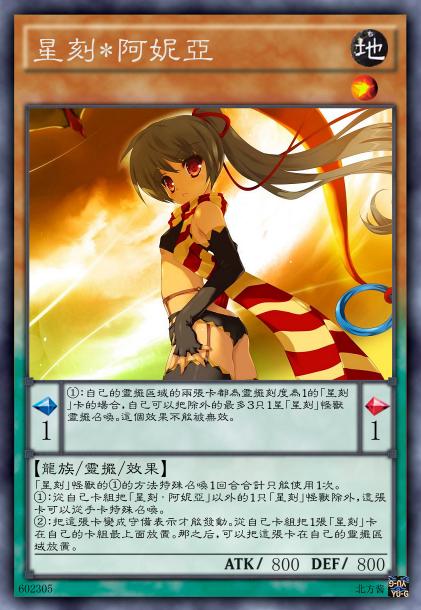 星刻*阿妮亞
地
①:自己的靈擺區域的兩張卡都為靈擺刻度為1的「星刻
」卡的場合,自己可以把除外的最多3只1星「星刻」怪獸
靈擺召喚。這個效果不能被無效。
1
1
【龍族/靈擺/效果】
「星刻」怪獸的①的方法特殊召喚1回合合計只能使用1次。
①:從自己卡組把「星刻·阿妮亞」以外的1只「星刻」怪獸除外,這張
卡可以從手卡特殊召喚。
②:把這張卡變成守備表示才能發動。從自己卡組把1張「星刻」卡
在自己的卡組最上面放置。那之后,可以把這張卡在自己的靈擺區
域放置。
ATK/ 800 DEF/ 800
602305
北方酱
YU-G